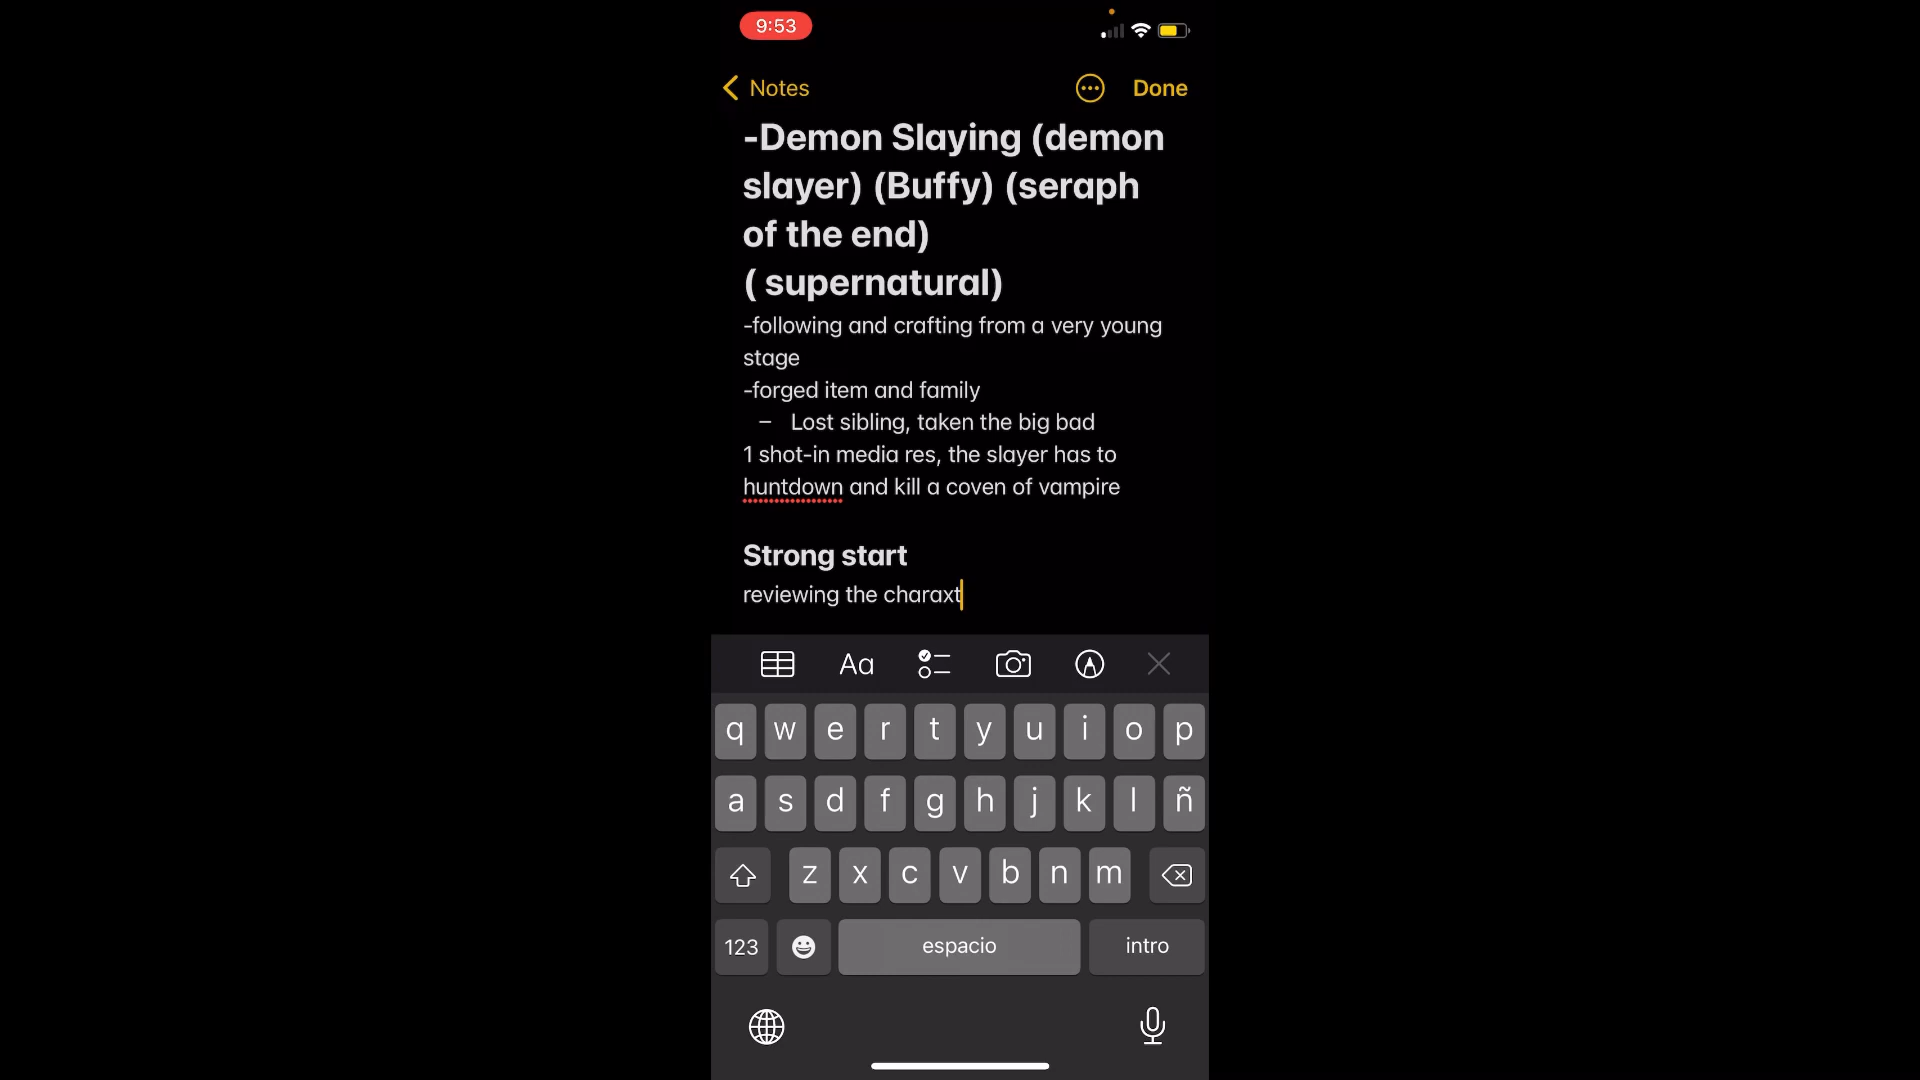 9:53
Notes
Done
-Demon Slaying (demon
slayer) (Buffy) (seraph
of the end)
( supernatural)
-following and crafting from a very young
stage
-forged item and family
– Lost sibling, taken the big bad
1 shot-in media res, the slayer has to
huntdown and kill a coven of vampire
Strong start
reviewing the charaxt
Aa
q w e r t y u i o p
a s d f g h j k l ñ
z x c v b n m
123 espacio intro